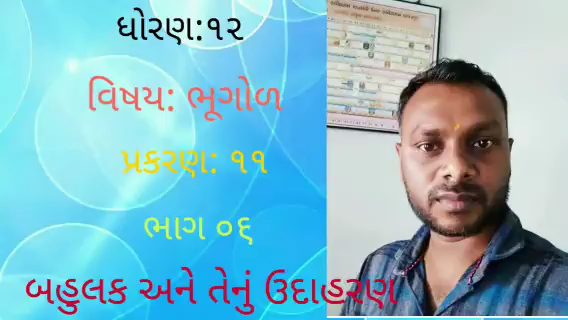 ધોરણ:૧૨
વિષય: ભૂગોળ
પ્રકરણ: ૧૧
ભાગ ૦૬
બહુલક અને તેનું ઉદાહરણ